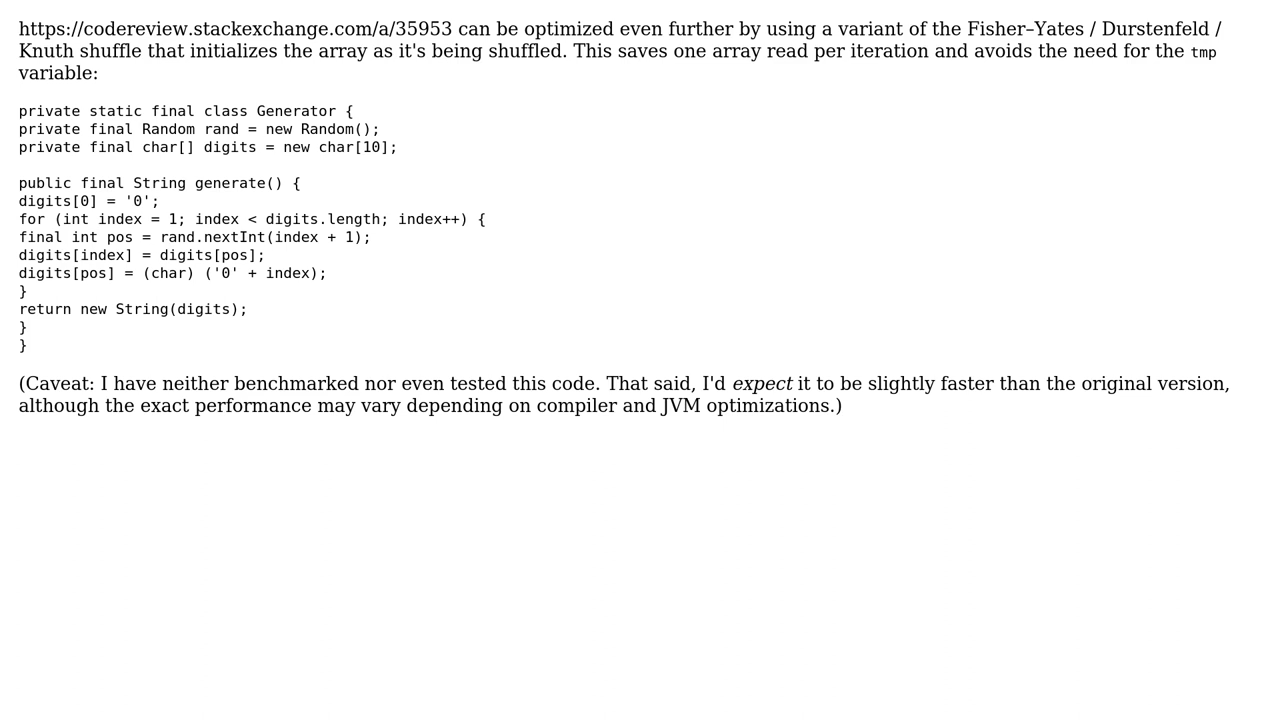 https://codereview.stackexchange.com/a/35953 can be optimized even further by using a variant of the Fisher–Yates / Durstenfeld /
Knuth shuffle that initializes the array as it's being shuffled. This saves one array read per iteration and avoids the need for the tmp
variable:
private static final class Generator {
private final Random rand = new Random();
private final char[] digits = new char[10];
public final String generate() {
digits[0] = '0';
for (int index = 1; index < digits.length; index++) {
final int pos = rand.nextInt(index + 1);
digits[index] = digits[pos];
digits[pos] = (char) ('0' + index);
}
return new String(digits);
}
}
(Caveat: I have neither benchmarked nor even tested this code. That said, I'd expect it to be slightly faster than the original version,
although the exact performance may vary depending on compiler and JVM optimizations.)